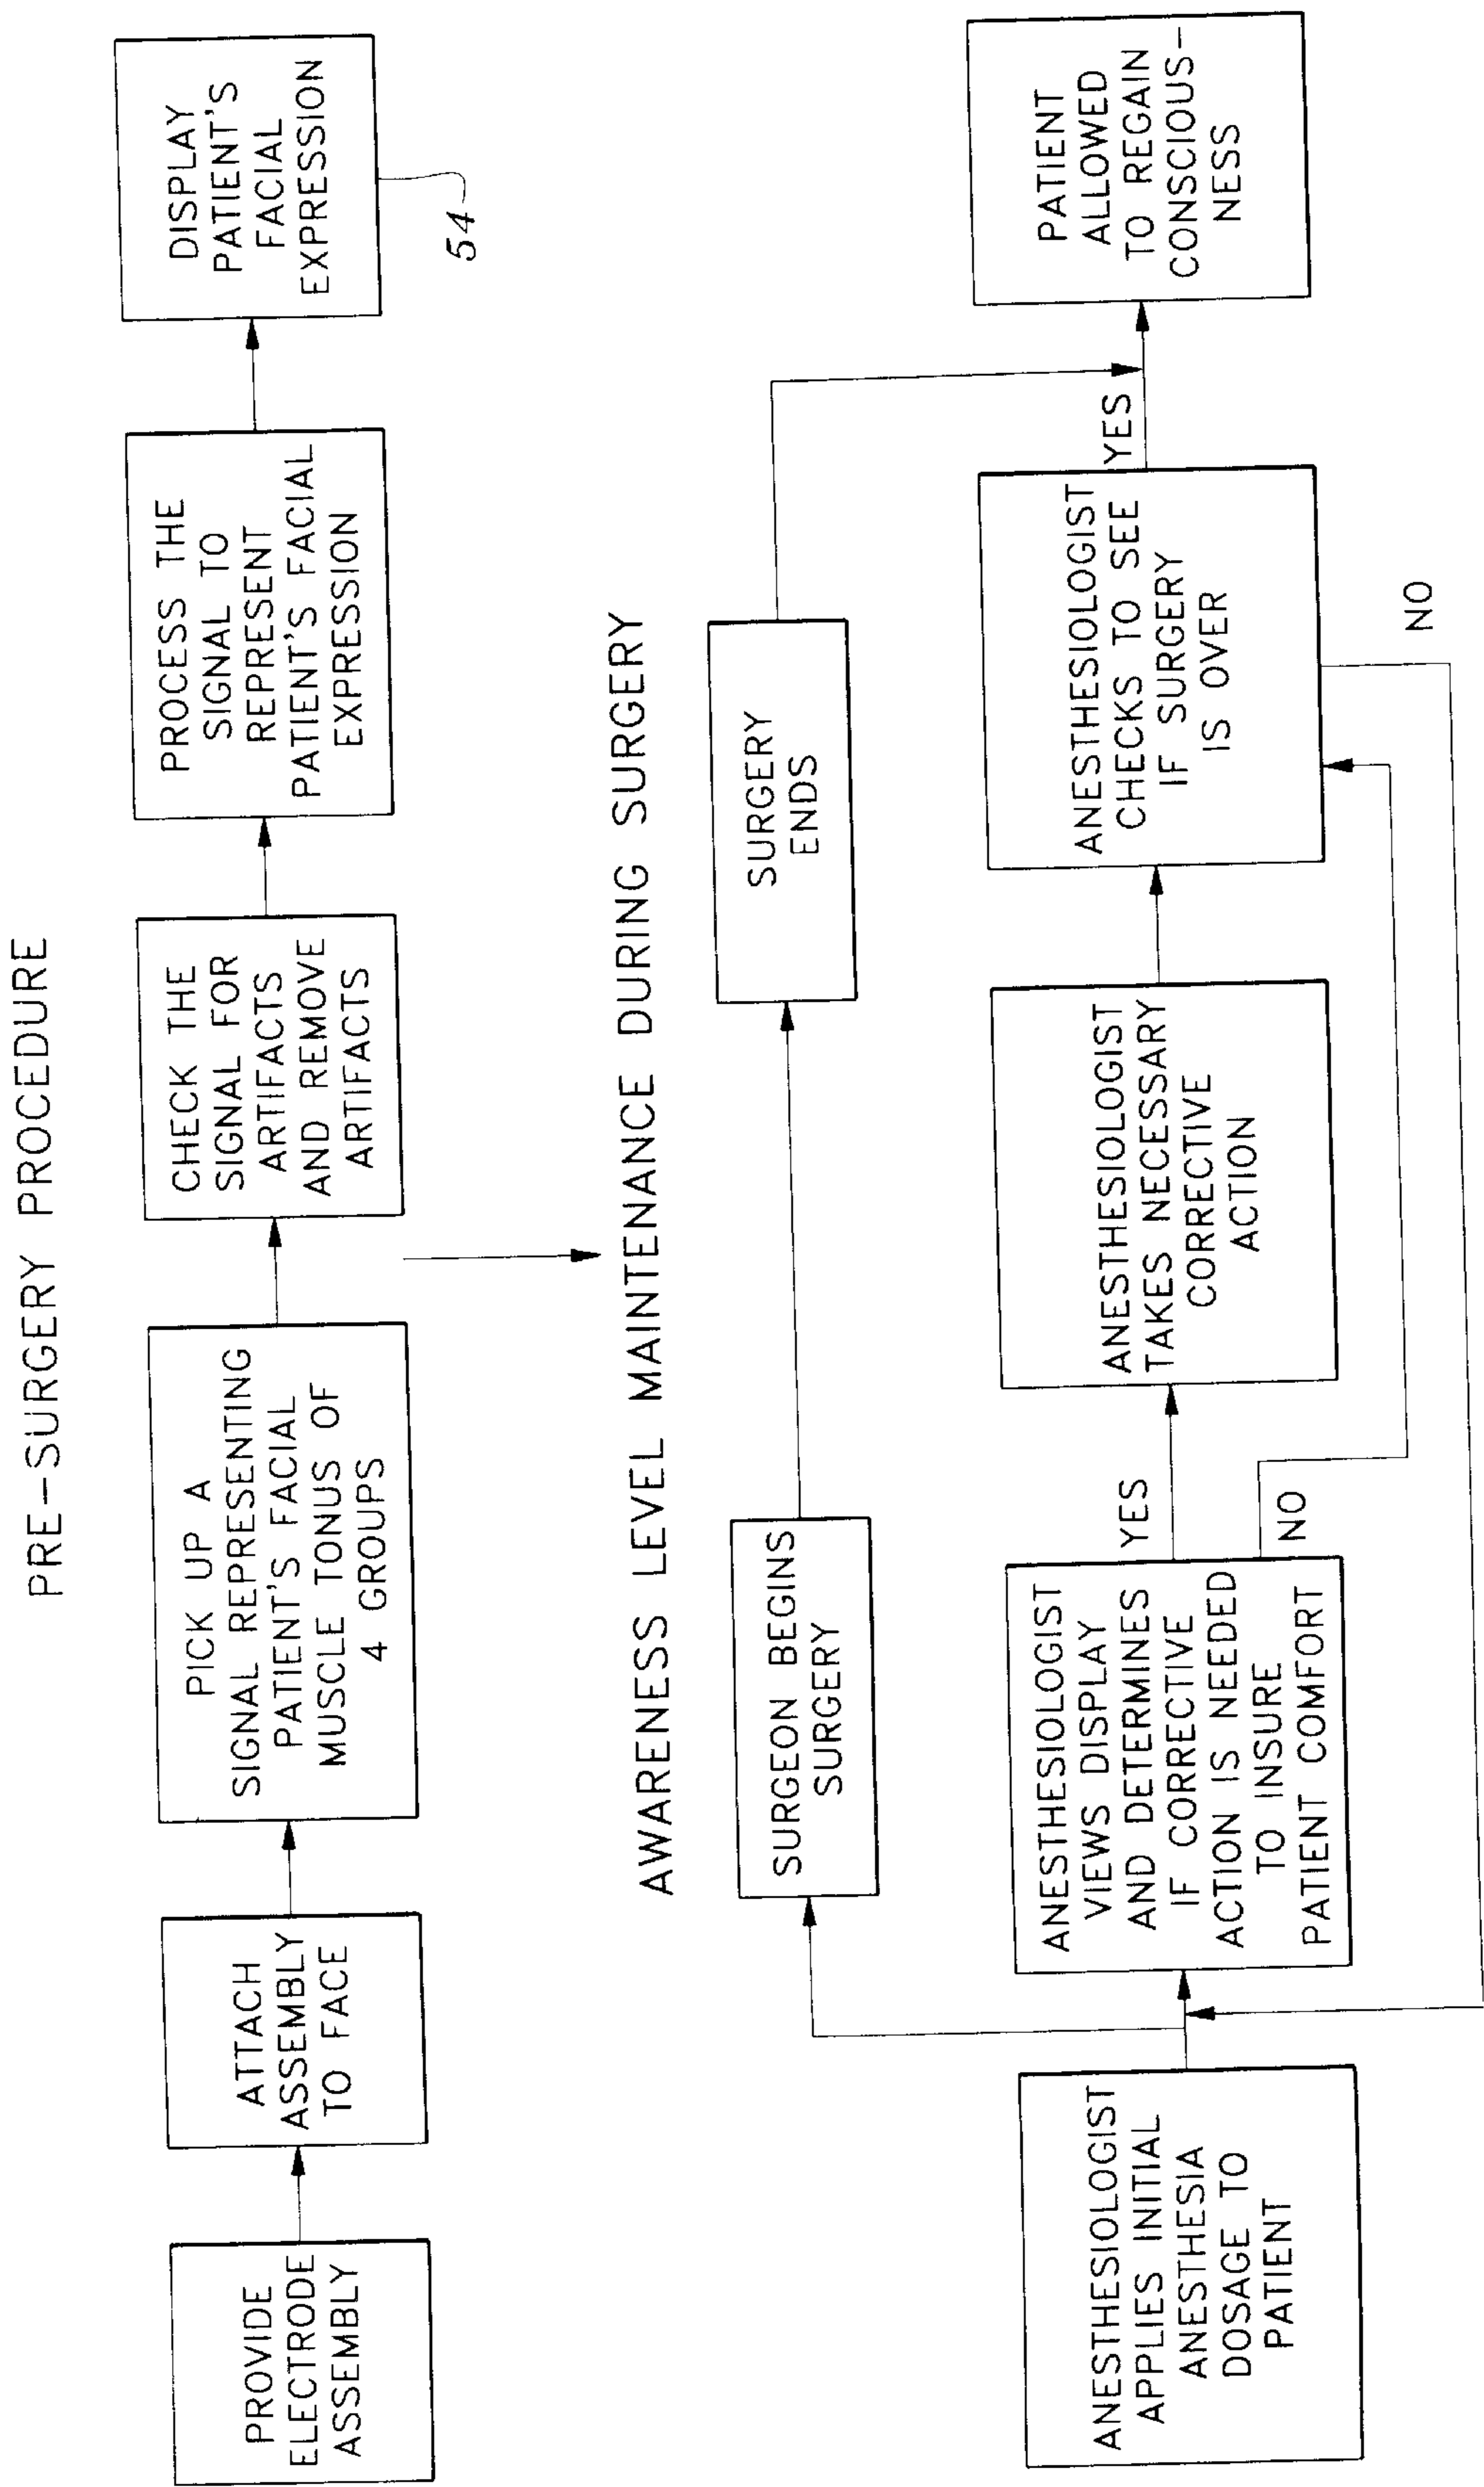 PRE-SURGERY PROCEDURE
PROVIDE
ELECTRODE
ASSEMBLY
ATTACH
ASSEMBLY
TO FACE
PICK UP A
SIGNAL REPRESENTING
PATIENT'S FACIAL
MUSCLE TONUS OF
4 GROUPS
CHECK THE
SIGNAL FOR
ARTIFACTS
AND REMOVE
ARTIFACTS
PROCESS THE
SIGNAL TO
REPRESENT
PATIENT'S FACIAL
EXPRESSION
DISPLAY
PATIENT'S
FACIAL
EXPRESSION
54
AWARENESS LEVEL MAINTENANCE DURING SURGERY
SURGEON BEGINS
SURGERY
SURGERY
ENDS
ANESTHESIOLOGIST
APPLIES INITIAL
ANESTHESIA
DOSAGE TO
PATIENT
ANESTHESIOLOGIST
VIEWS DISPLAY
AND DETERMINES
IF CORRECTIVE
ACTION IS NEEDED
TO INSURE
PATIENT COMFORT
YES
NO
ANESTHESIOLOGIST
TAKES NECESSARY
CORRECTIVE
ACTION
ANESTHESIOLOGIST
CHECKS TO SEE
IF SURGERY
IS OVER
YES
NO
PATIENT
ALLOWED
TO REGAIN
CONSCIOUS-
NESS